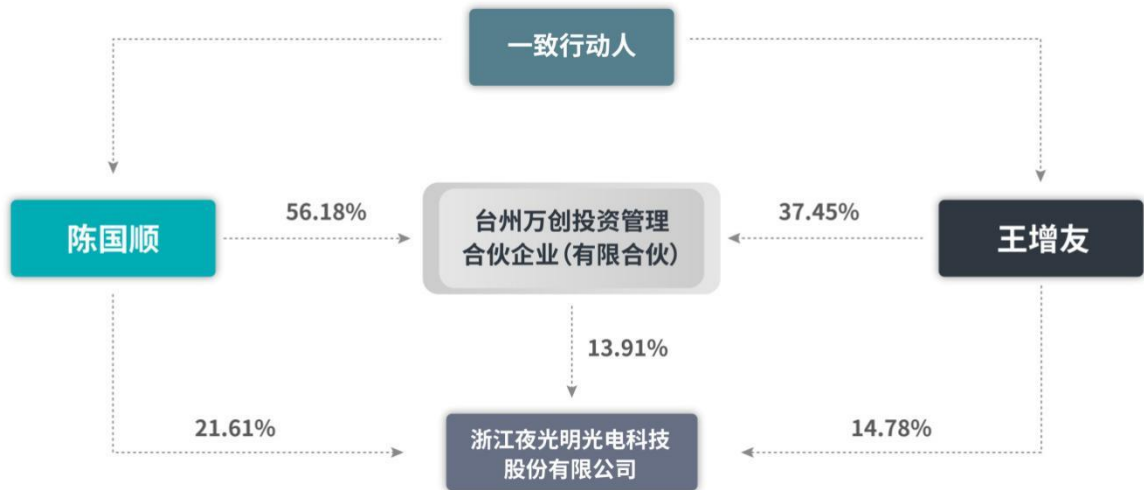 一致行动人
陈国顺
56.18%
台州万创投资管理
合伙企业(有限合伙)
37.45%
王增友
13.91%
21.61%
浙江夜光明光电科技
股份有限公司
14.78%